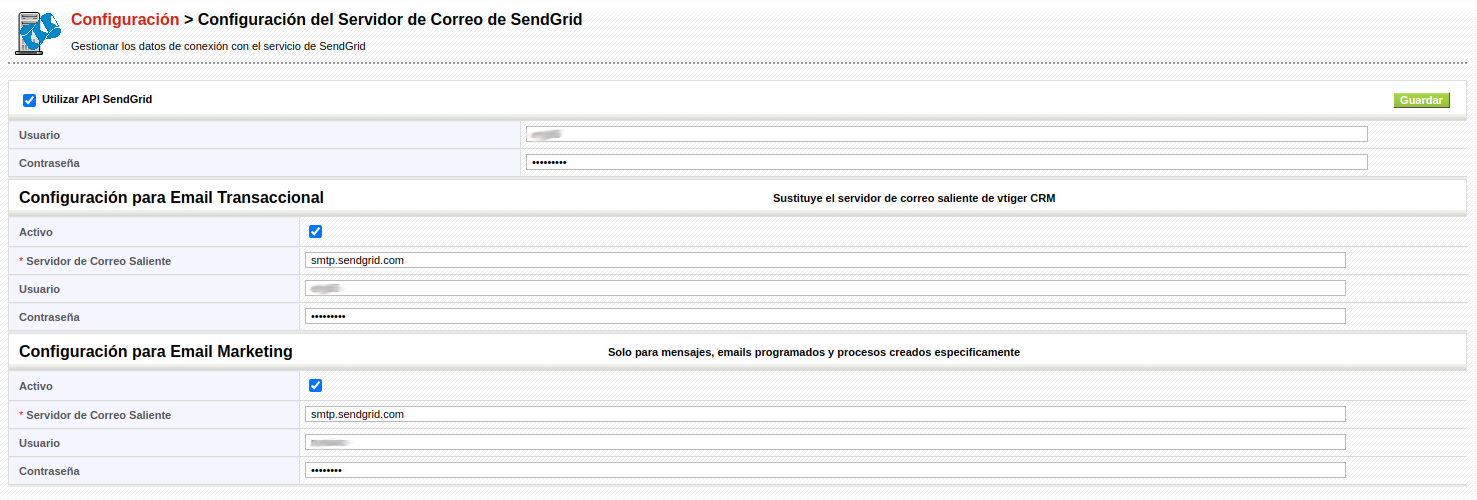 Configuración > Configuración del Servidor de Correo de SendGrid
Gestionar los datos de conexión con el servicio de SendGrid
Utilizar API SendGrid Guardar
Usuario
Contraseña •••••••••
Configuración para Email Transaccional Sustituye el servidor de correo saliente de vtiger CRM
Activo
* Servidor de Correo Saliente smtp.sendgrid.com
Usuario
Contraseña •••••••••
Configuración para Email Marketing Solo para mensajes, emails programados y procesos creados especificamente
Activo
* Servidor de Correo Saliente smtp.sendgrid.com
Usuario
Contraseña ••••••••